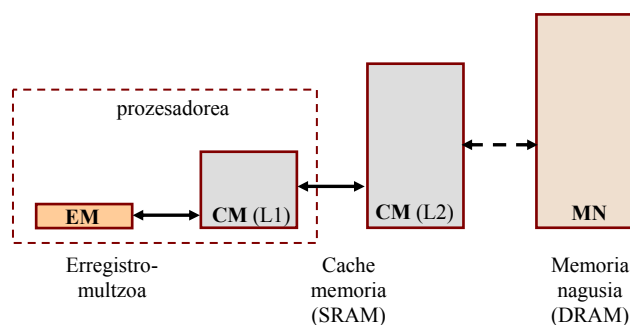 prozesadorea
EM
CM (L1)
CM (L2)
MN
Erregistro-
multzoa
Cache
memoria
(SRAM)
Memoria
nagusia
(DRAM)